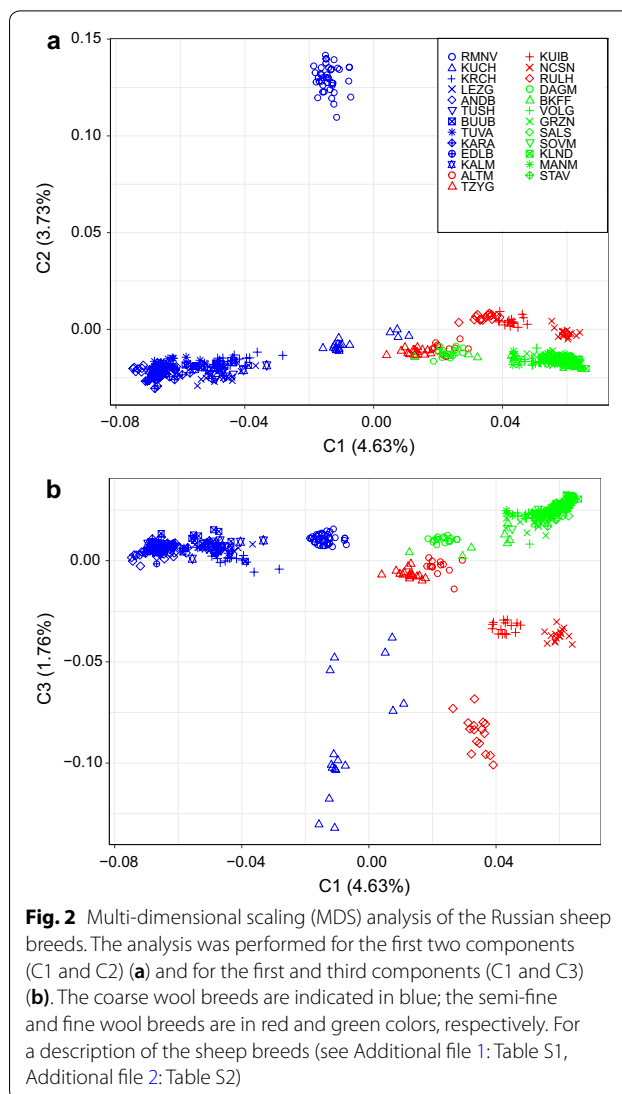 a
0.15
0.10
0.05
0.00
C2 (3.73%)
−0.08
−0.04
0.00
0.04
C1 (4.63%)
RMNV
KUCH
KRCH
LEZG
ANDB
TUSH
BUUB
TUVA
KARA
EDLB
KALM
ALTM
TZYG
KUIB
NCSN
RULH
DAGM
BKFF
VOLG
GRZN
SALS
SOVM
KLND
MANM
STAV
b
0.00
−0.05
−0.10
C3 (1.76%)
−0.08
−0.04
0.00
0.04
C1 (4.63%)
Fig. 2 Multi-dimensional scaling (MDS) analysis of the Russian sheep
breeds. The analysis was performed for the first two components
(C1 and C2) (a) and for the first and third components (C1 and C3)
(b). The coarse wool breeds are indicated in blue; the semi-fine
and fine wool breeds are in red and green colors, respectively. For
a description of the sheep breeds (see Additional file 1: Table S1,
Additional file 2: Table S2)